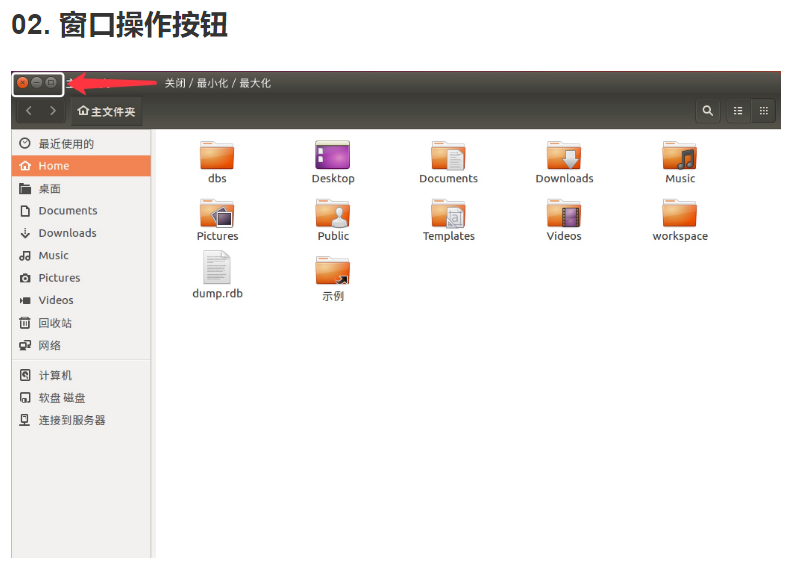 02. 窗口操作按钮
关闭 / 最小化 / 最大化
主文件夹
最近使用的
Home
桌面
Documents
Downloads
Music
Pictures
Videos
回收站
网络
计算机
软盘 磁盘
连接到服务器
dbs
Desktop
Documents
Downloads
Music
Pictures
Public
Templates
Videos
workspace
dump.rdb
示例